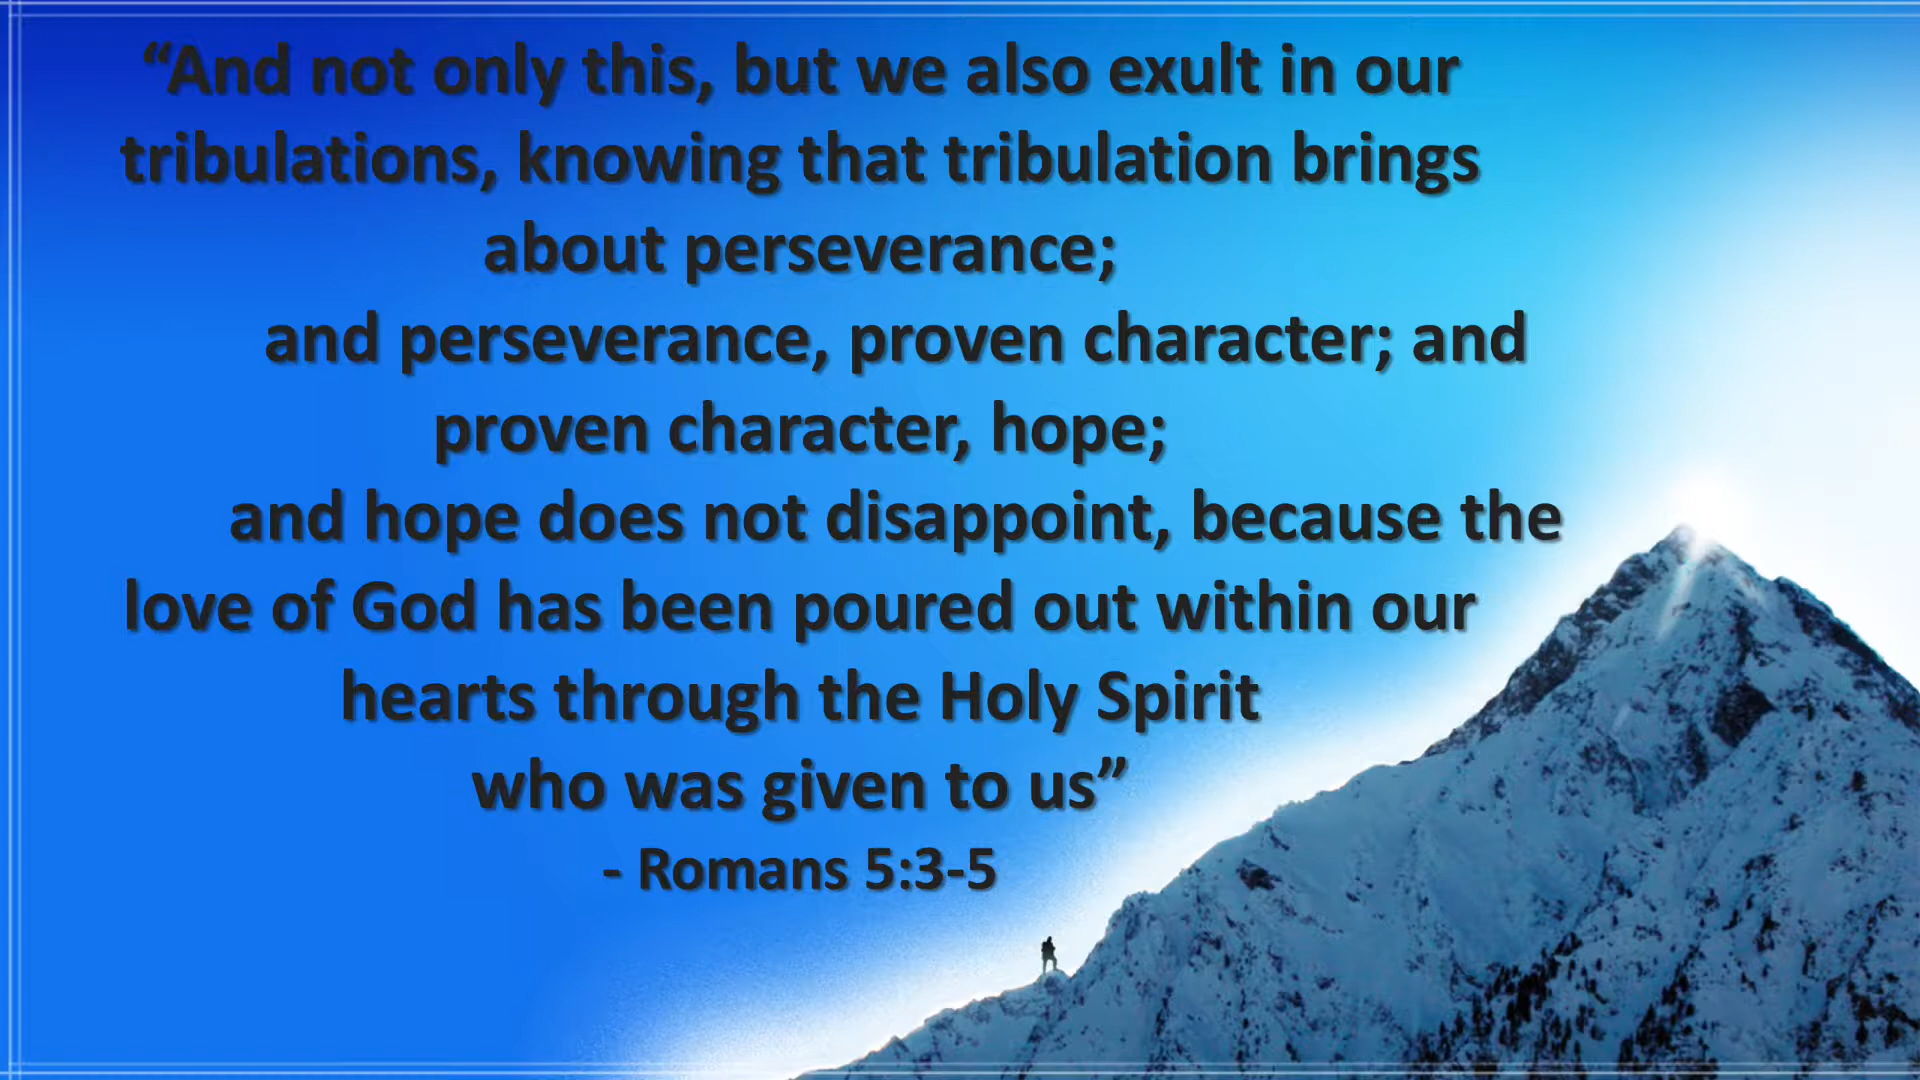 “And not only this, but we also exult in our
tribulations, knowing that tribulation brings
about perseverance;
and perseverance, proven character; and
proven character, hope;
and hope does not disappoint, because the
love of God has been poured out within our
hearts through the Holy Spirit
who was given to us”
- Romans 5:3-5